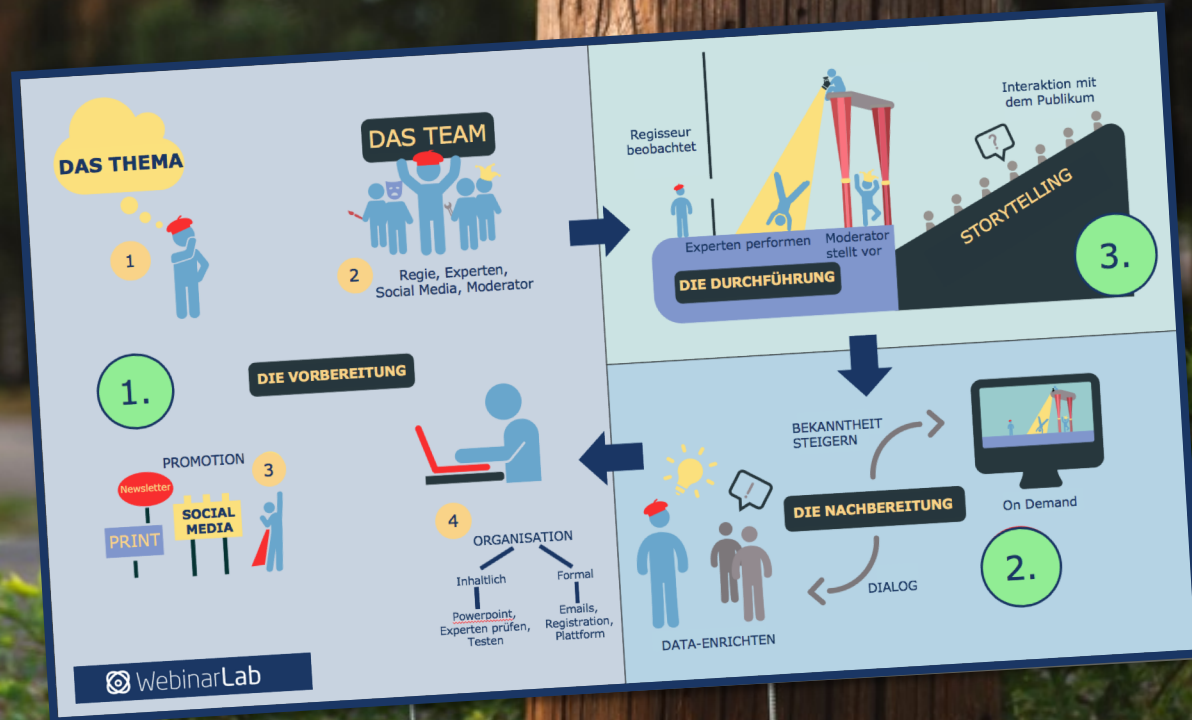 DAS THEMA
1
DAS TEAM
2
Regie, Experten,
Social Media, Moderator
1.
DIE VORBEREITUNG
PROMOTION
3
Newsletter
SOCIAL
MEDIA
PRINT
4
ORGANISATION
Inhaltlich
Formal
Powerpoint,
Experten prüfen,
Testen
Emails,
Registration,
Plattform
WebinarLab
Regisseur
beobachtet
Interaktion mit
dem Publikum
?
STORYTELLING
Experten performen
Moderator
stellt vor
DIE DURCHFÜHRUNG
3.
BEKANNTHEIT
STEIGERN
!
DIE NACHBEREITUNG
On Demand
2.
DIALOG
DATA-ENRICHTEN